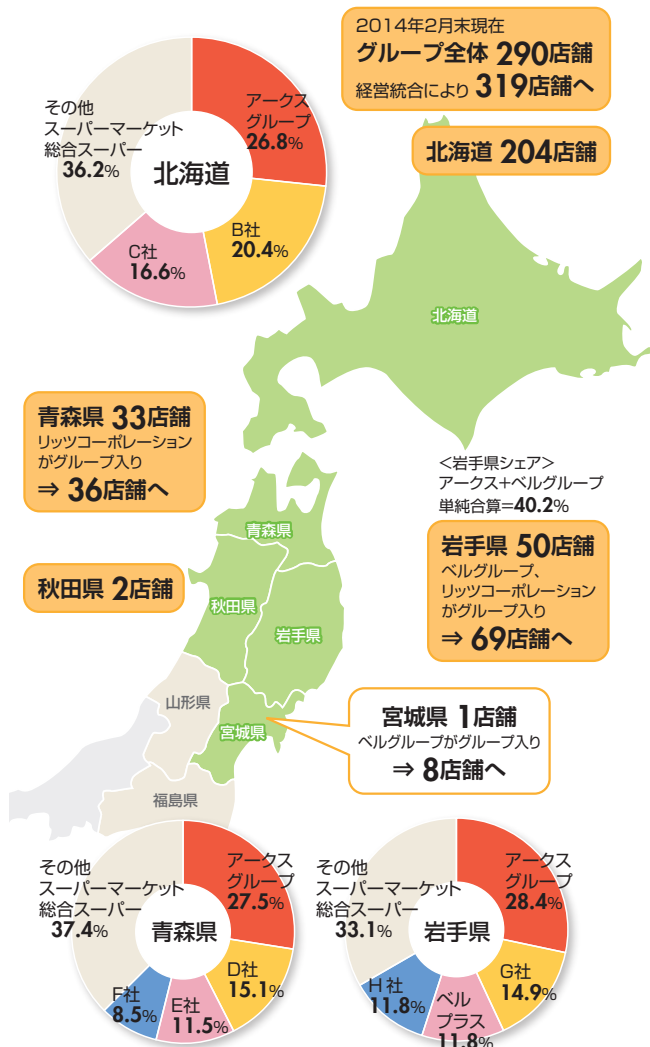 2014年2月末現在
グループ全体 290店舗
経営統合により 319店舗へ
北海道 204店舗
その他
スーパーマーケット
総合スーパー
36.2%
アークス
グループ
26.8%
北海道
B社
20.4%
C社
16.6%
北海道
青森県 33店舗
リッツコーポレーション
がグループ入り
⇒ 36店舗へ
<岩手県シェア>
アークス+ベルグループ
単純合算=40.2%
青森県
岩手県 50店舗
ベルグループ、
リッツコーポレーション
がグループ入り
⇒ 69店舗へ
秋田県 2店舗
秋田県
岩手県
山形県
宮城県
宮城県 1店舗
ベルグループがグループ入り
⇒ 8店舗へ
福島県
その他
スーパーマーケット
総合スーパー
37.4%
アークス
グループ
27.5%
青森県
D社
15.1%
E社
11.5%
F社
8.5%
その他
スーパーマーケット
総合スーパー
33.1%
アークス
グループ
28.4%
岩手県
G社
14.9%
H社
11.8%
ベル
プラス
11.8%